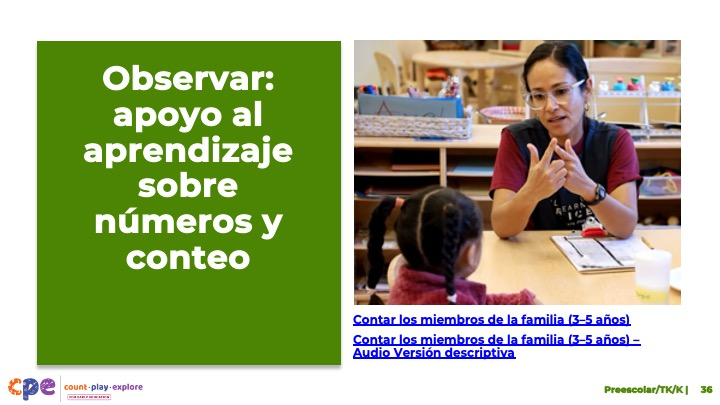 Observar:
apoyo al
aprendizaje
sobre
números y
conteo
Contar los miembros de la familia (3–5 años)
Contar los miembros de la familia (3–5 años) –
Audio Versión descriptiva
cpe
count·play·explore
Preescolar/TK/K | 36